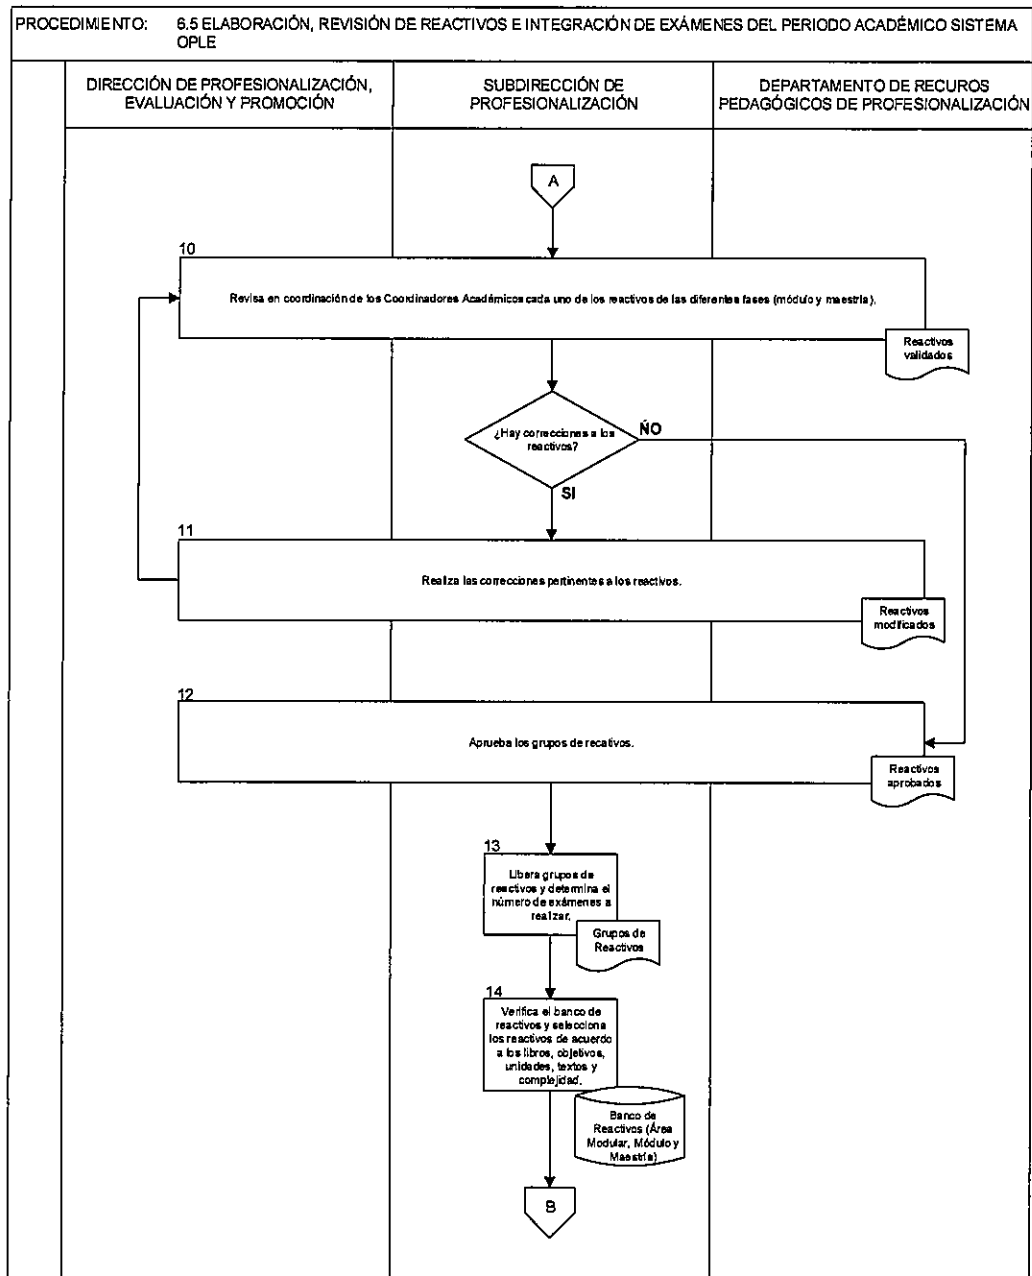 PROCEDIMIENTO: 6.5 ELABORACIÓN, REVISIÓN DE REACTIVOS E INTEGRACIÓN DE EXÁMENES DEL PERIODO ACADÉMICO SISTEMA
OPLE
DIRECCIÓN DE PROFESIONALIZACIÓN,
EVALUACIÓN Y PROMOCIÓN
SUBDIRECCIÓN DE
PROFESIONALIZACIÓN
DEPARTAMENTO DE RECUROS
PEDAGÓGICOS DE PROFESIONALIZACIÓN
A
10
Revisa en coordinación de los Coordinadores Académicos cada uno de los reactivos de las diferentes fases (módulo y maestría).
Reactivos
validados
¿Hay correcciones a los
reactivos?
NO
SI
11
Realiza las correcciones pertinentes a los reactivos.
Reactivos
modificados
12
Aprueba los grupos de recativos.
Reactivos
aprobados
13
Libera grupos de
reactivos y determina el
número de exámenes a
realizar.
Grupos de
Reactivos
14
Verifica el banco de
reactivos y selecciona
los reactivos de acuerdo
a los libros, objetivos,
unidades, textos y
complejidad.
Banco de
Reactivos (Área
Modular, Módulo y
Maestría)
B